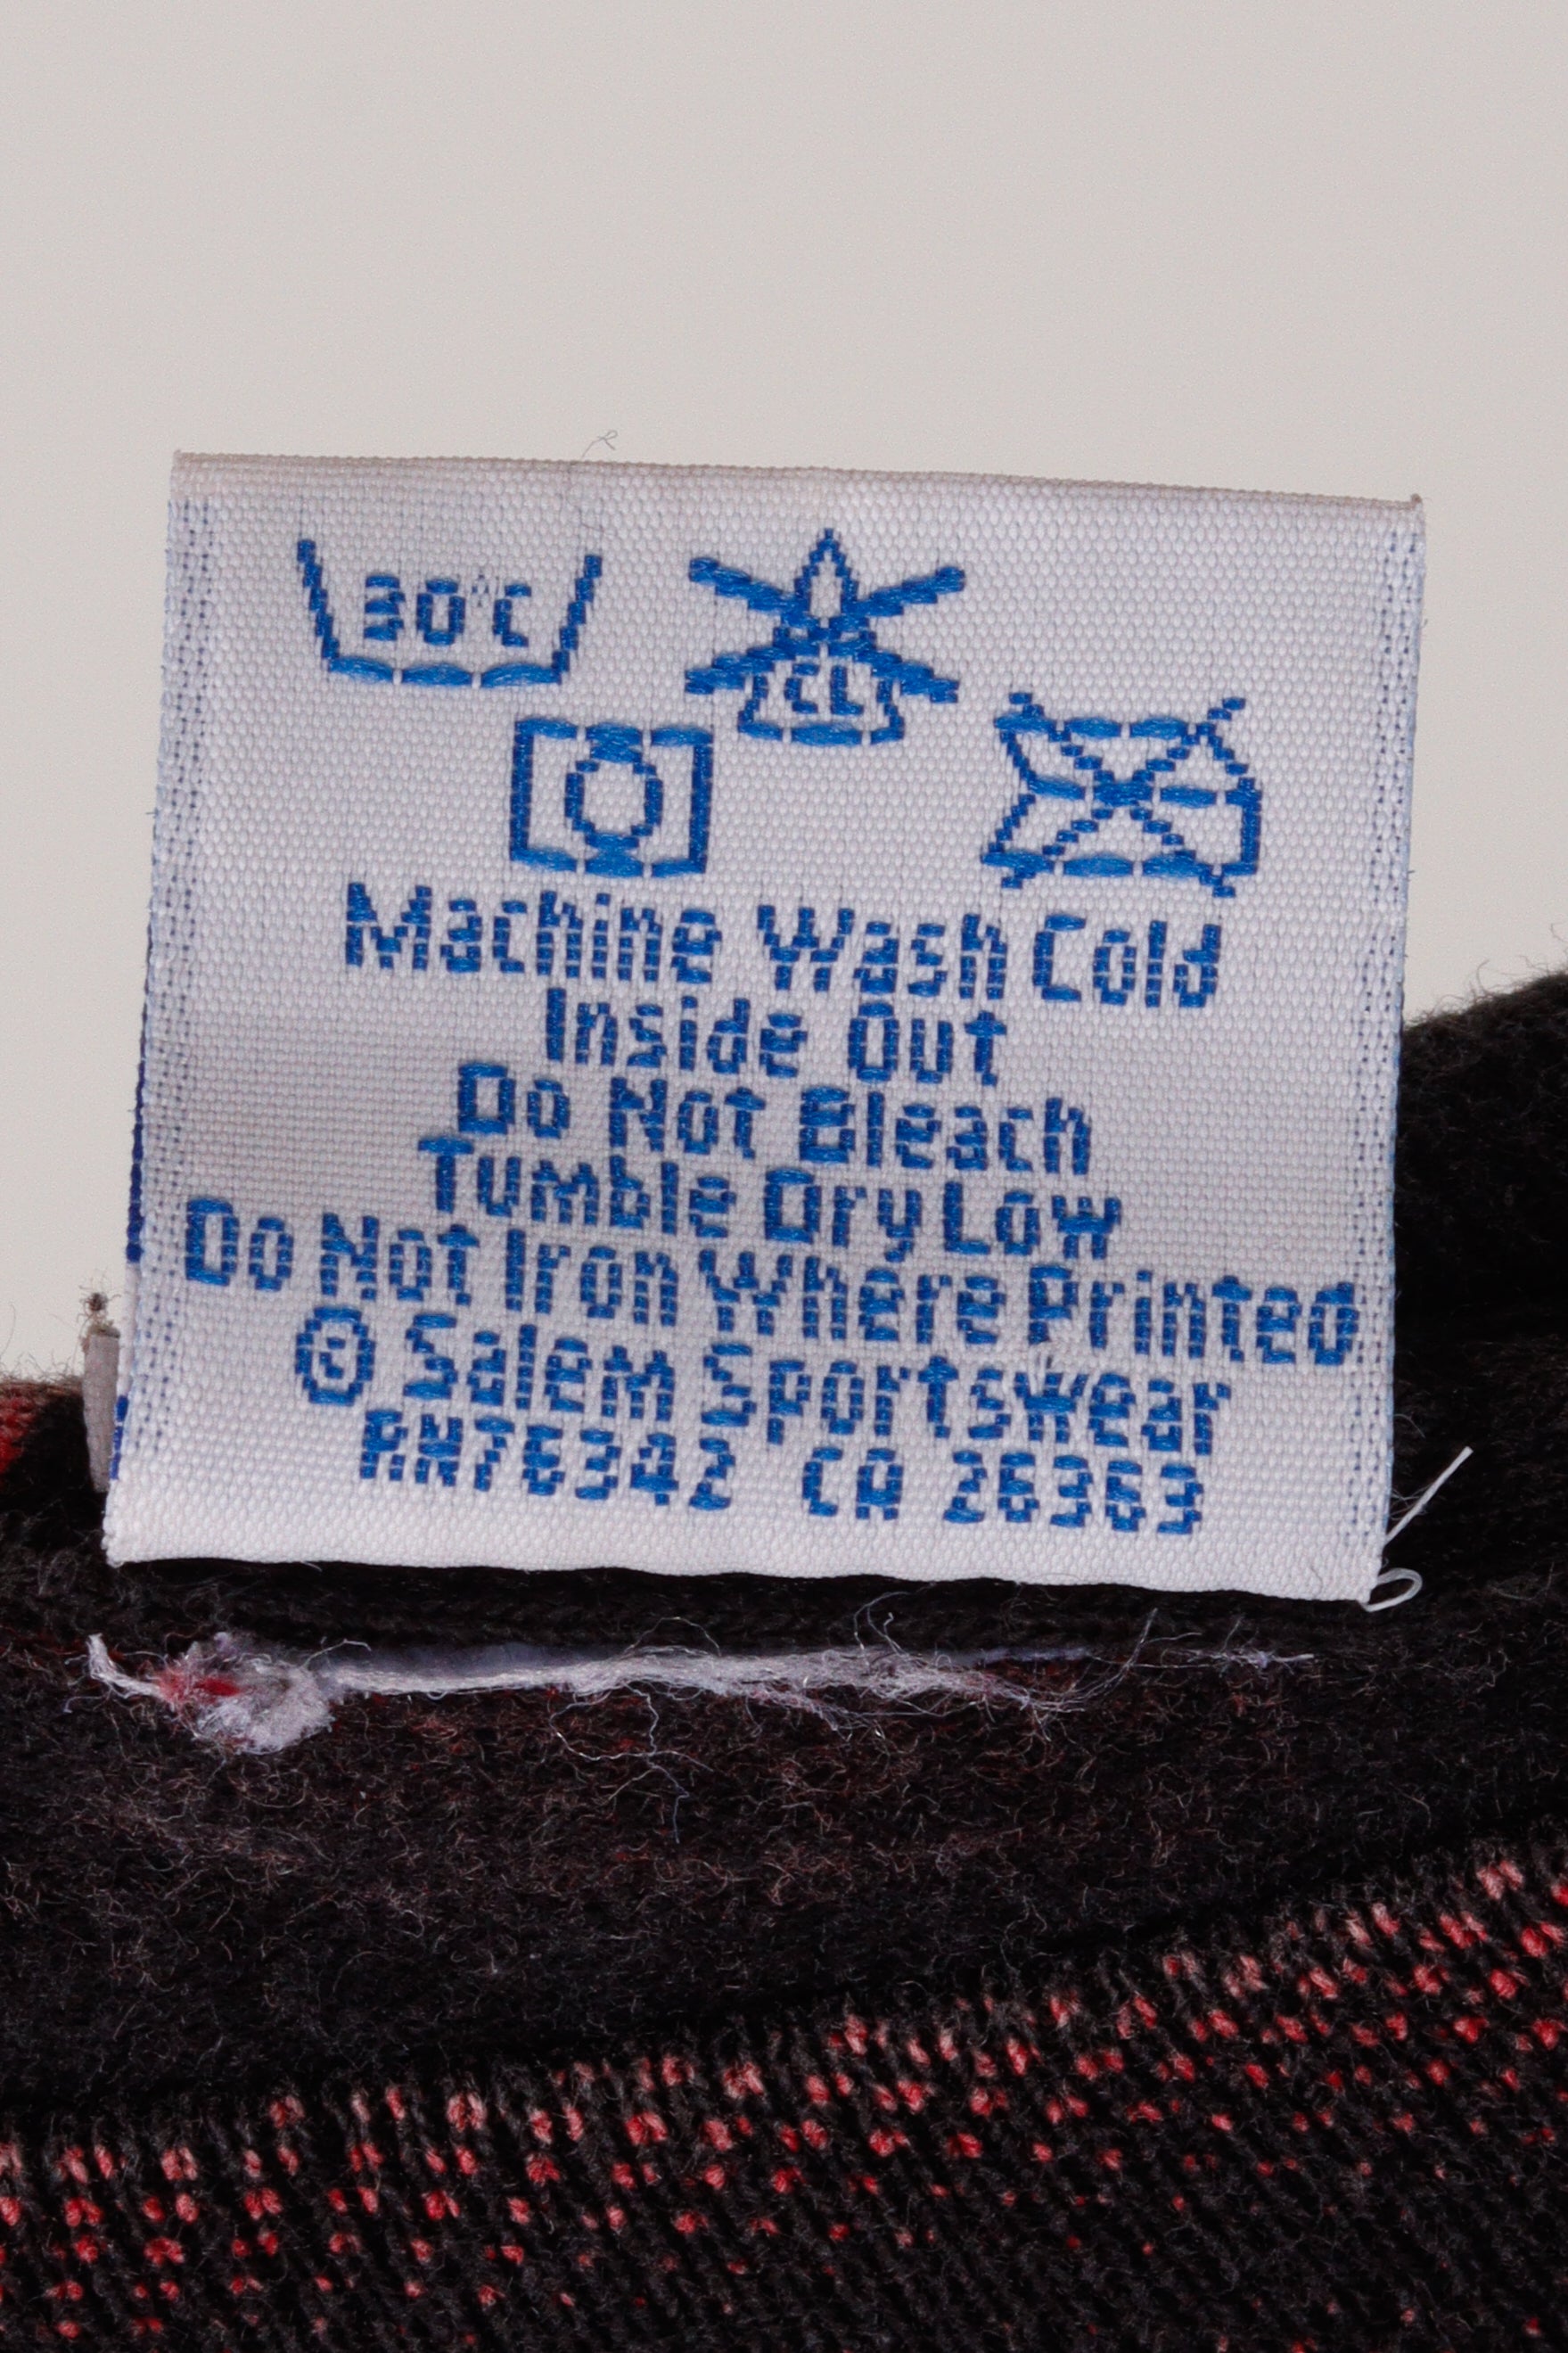 30°C
CL
Machine Wash Cold
Inside Out
Do Not Bleach
Tumble Dry Low
Do Not Iron Where Printed
© Salem Sportswear
RN76342 CA 26363